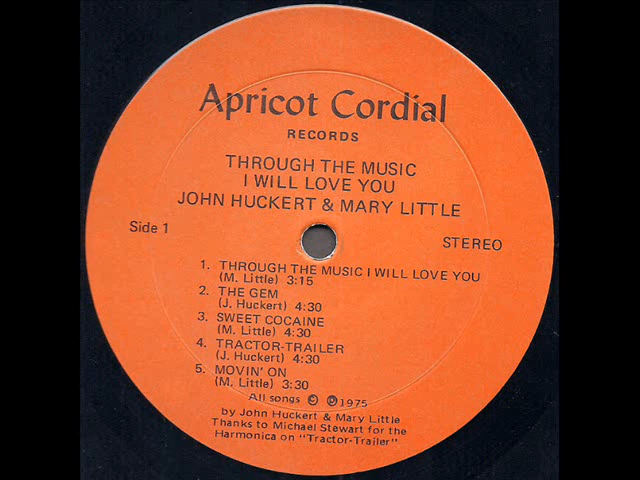 Apricot Cordial
RECORDS
THROUGH THE MUSIC
I WILL LOVE YOU
JOHN HUCKERT & MARY LITTLE
Side 1
STEREO
1. THROUGH THE MUSIC I WILL LOVE YOU
(M. Little) 3:15
2. THE GEM
(J. Huckert) 4:30
3. SWEET COCAINE
(M. Little) 4:30
4. TRACTOR-TRAILER
(J. Huckert) 4:30
5. MOVIN' ON
(M. Little) 3:30
All songs © ℗1975
by John Huckert & Mary Little
Thanks to Michael Stewart for the
Harmonica on "Tractor-Trailer"